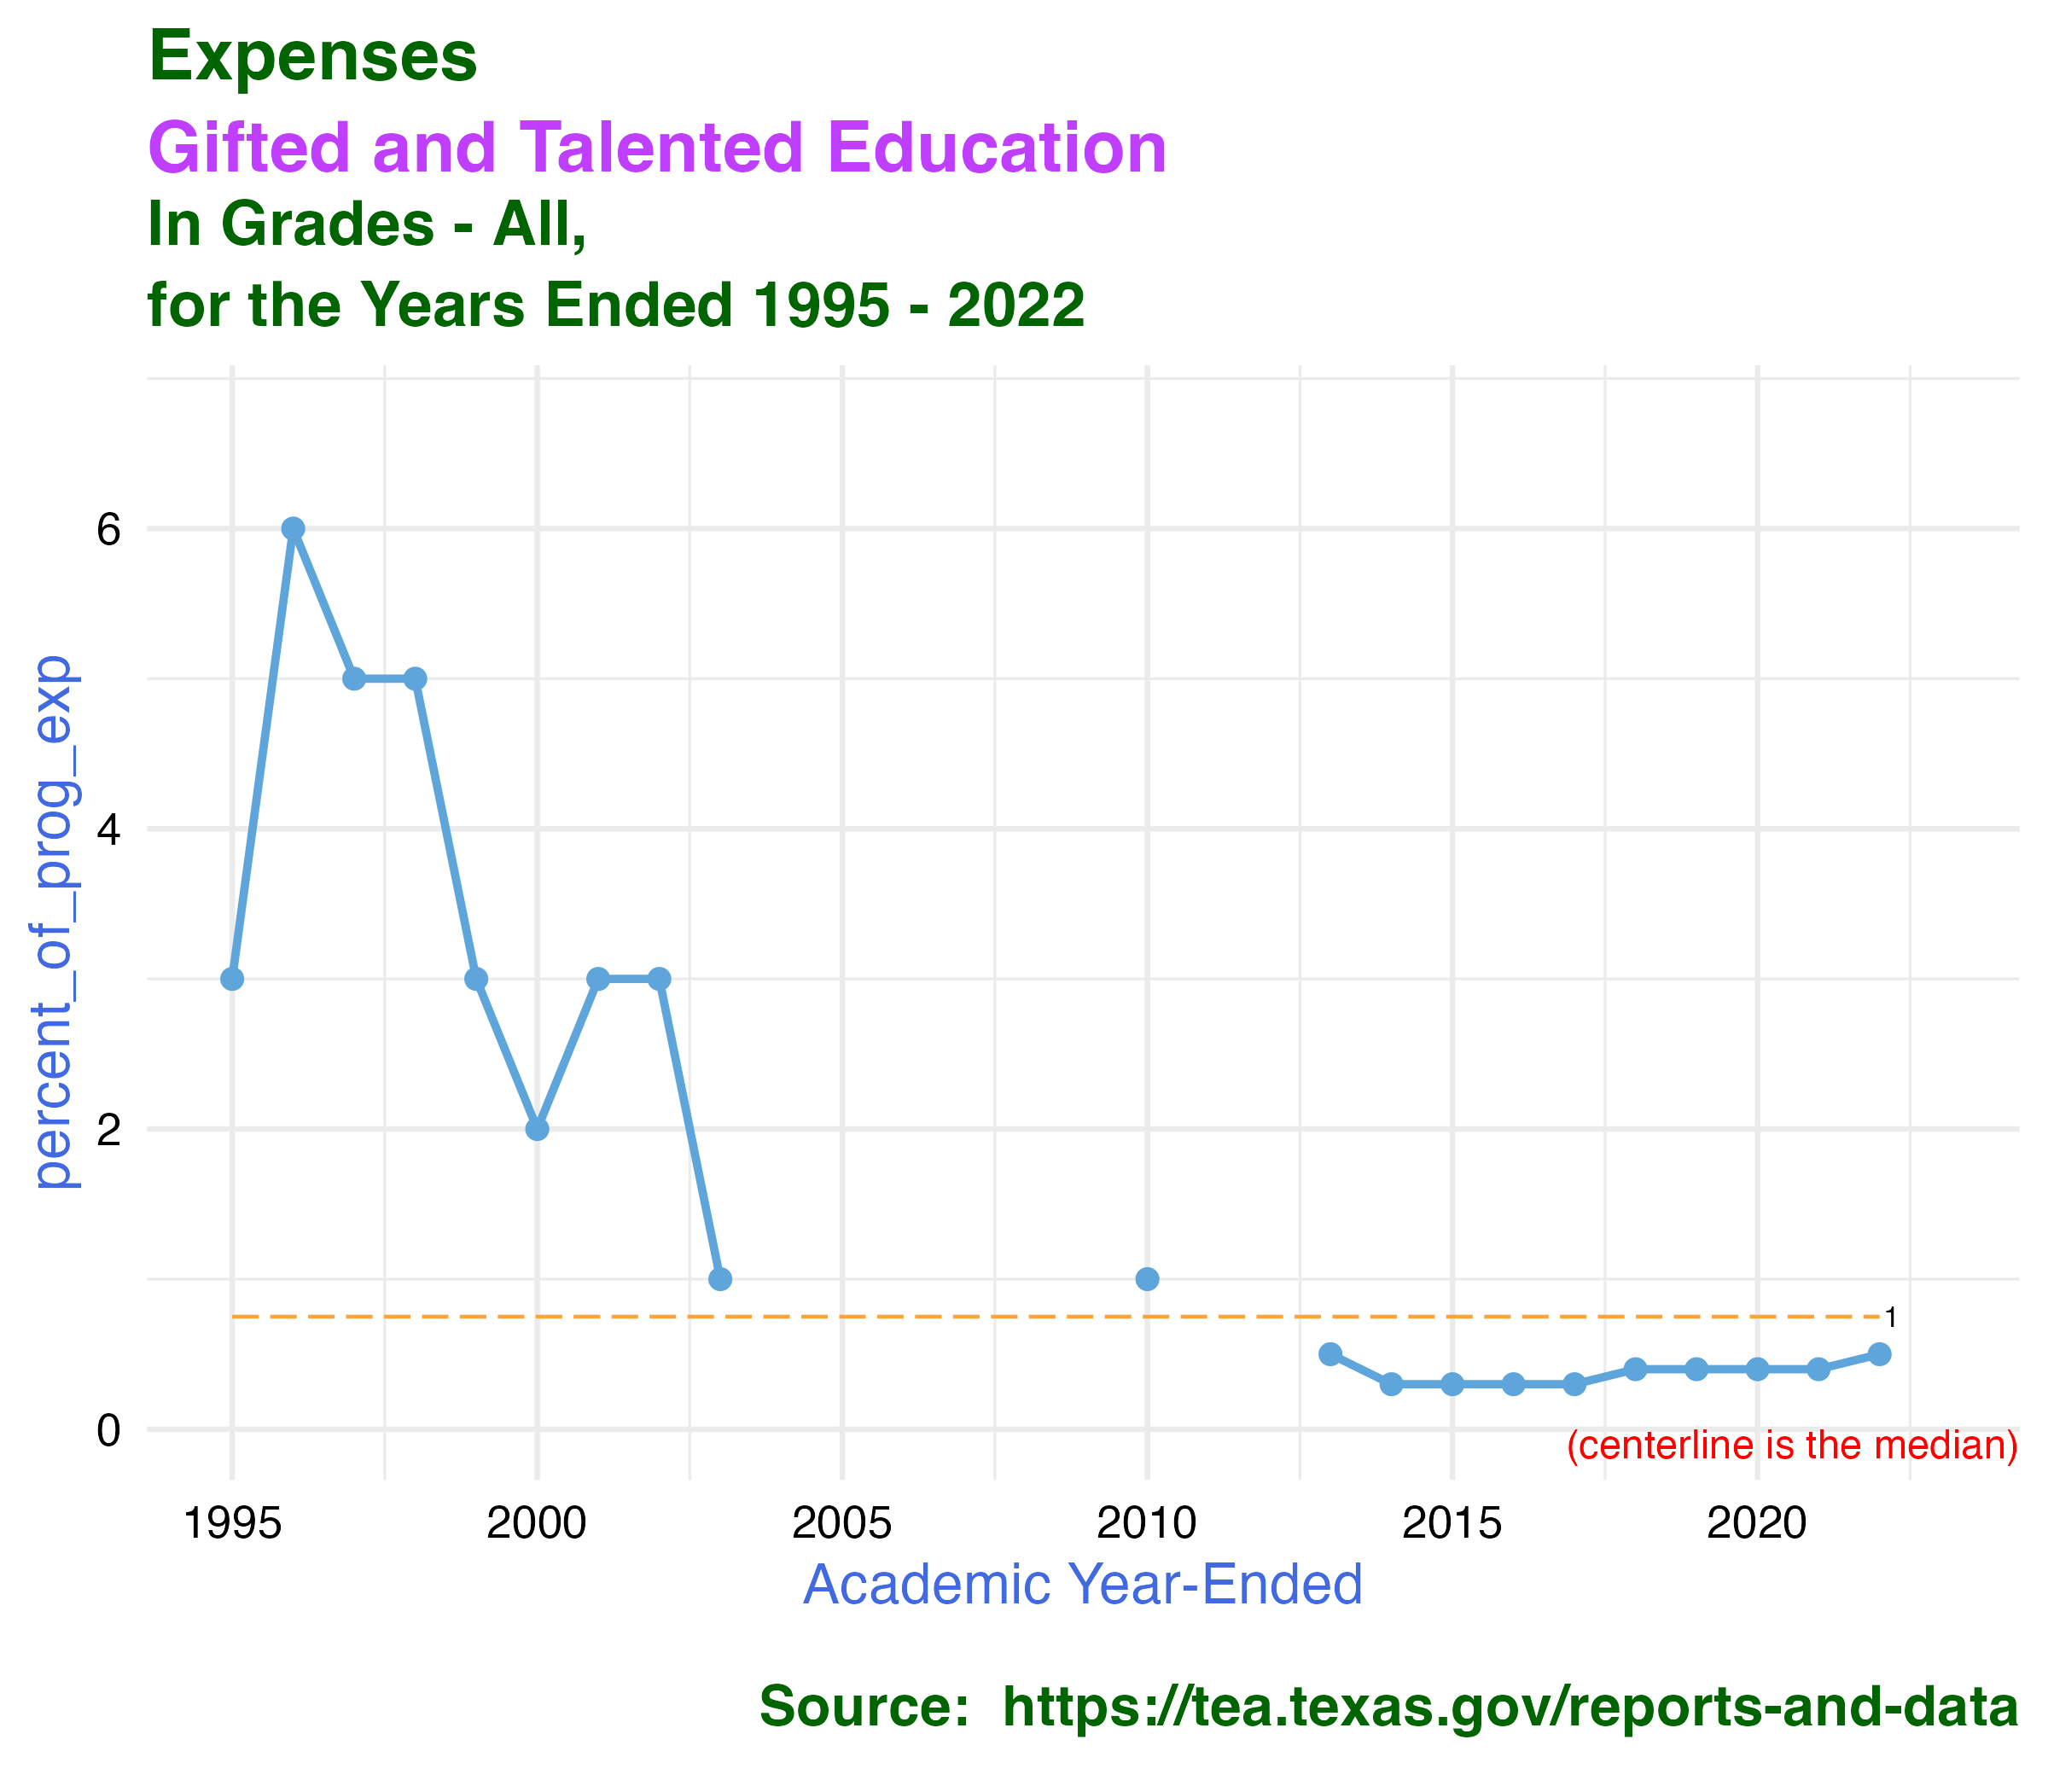 Expenses
Gifted and Talented Education
In Grades - All,
for the Years Ended 1995 - 2022
percent_of_prog_exp
6
4
2
0
1
(centerline is the median)
1995 2000 2005 2010 2015 2020
Academic Year-Ended
Source:  https://tea.texas.gov/reports-and-data